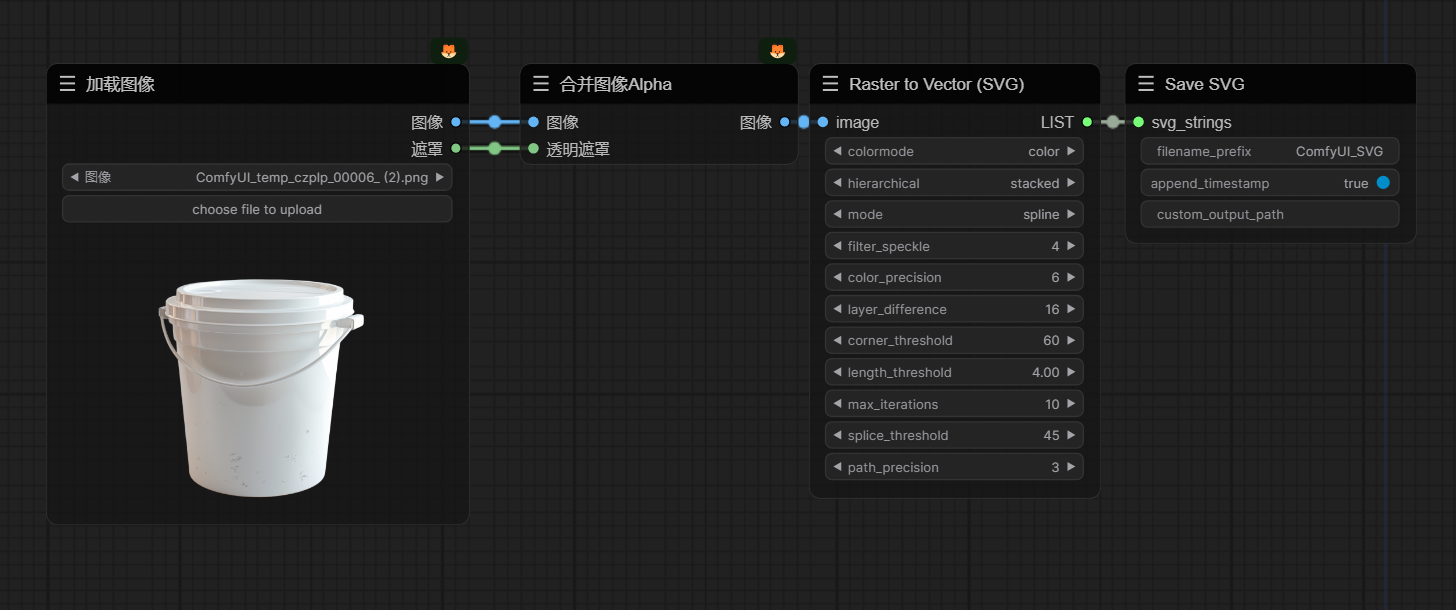 加载图像
图像
遮罩
图像 ComfyUI_temp_czplp_00006_ (2).png
choose file to upload
合并图像Alpha
图像 图像
透明遮罩
Raster to Vector (SVG)
image LIST
colormode color
hierarchical stacked
mode spline
filter_speckle 4
color_precision 6
layer_difference 16
corner_threshold 60
length_threshold 4.00
max_iterations 10
splice_threshold 45
path_precision 3
Save SVG
svg_strings
filename_prefix ComfyUI_SVG
append_timestamp true
custom_output_path